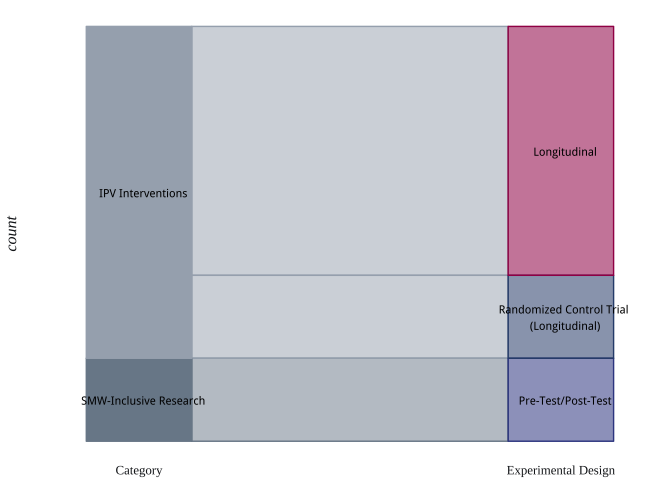 Longitudinal
IPV Interventions
count
Randomized Control Trial
(Longitudinal)
SMW-Inclusive Research
Pre-Test/Post-Test
Category
Experimental Design